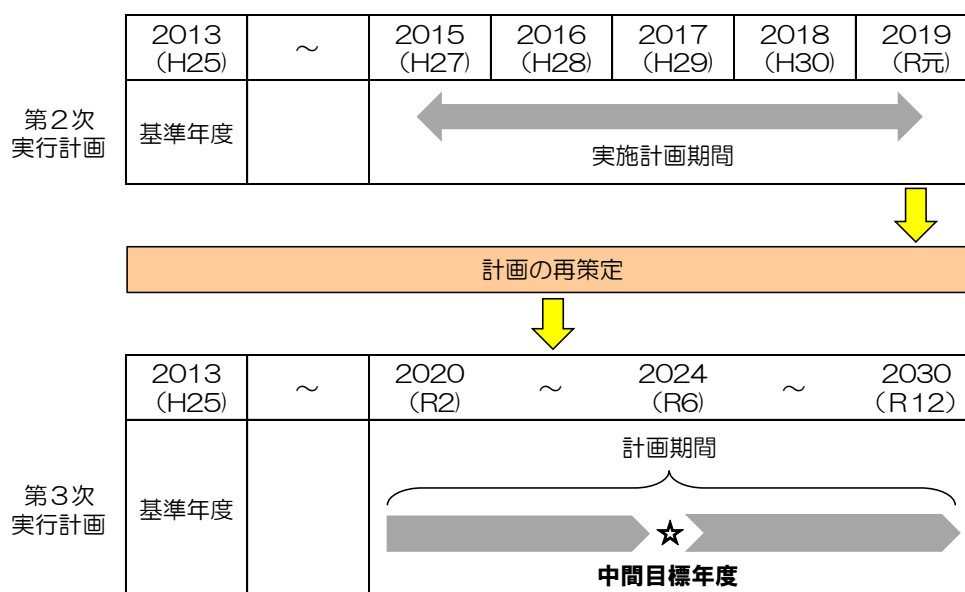 2013 ～ 2015 2016 2017 2018 2019
(H25) (H27) (H28) (H29) (H30) (R元)
第2次
実行計画
基準年度
実施計画期間
計画の再策定
2013 ～ 2020 ～ 2024 ～ 2030
(H25) (R2) (R6) (R12)
計画期間
第3次
実行計画
基準年度
☆
中間目標年度